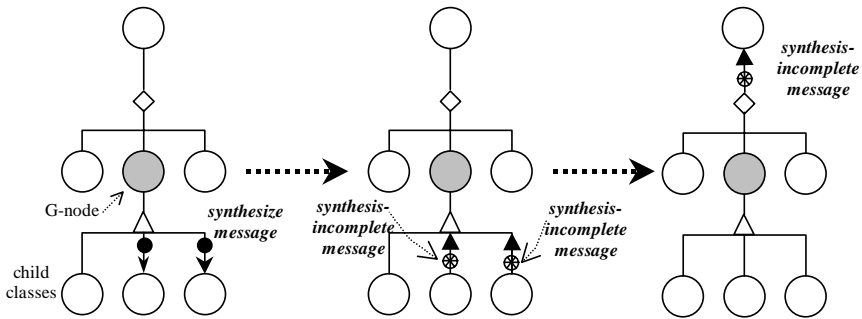 G-node
synthesize
message
child
classes
synthesis-
incomplete
message
synthesis-
incomplete
message
synthesis-
incomplete
message